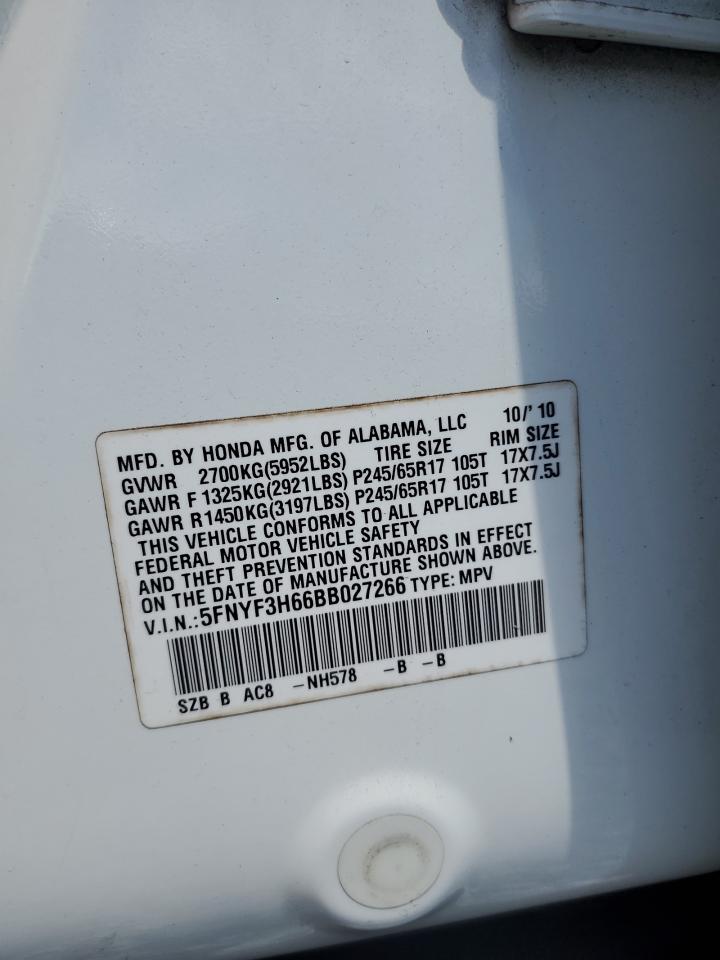 MFD. BY HONDA MFG. OF ALABAMA, LLC 10/' 10
GVWR 2700KG(5952LBS) TIRE SIZE RIM SIZE
GAWR F 1325KG(2921LBS) P245/65R17 105T 17X7.5J
GAWR R1450KG(3197LBS) P245/65R17 105T 17X7.5J
THIS VEHICLE CONFORMS TO ALL APPLICABLE
FEDERAL MOTOR VEHICLE SAFETY
AND THEFT PREVENTION STANDARDS IN EFFECT
ON THE DATE OF MANUFACTURE SHOWN ABOVE.
V.I.N.:5FNYF3H66BB027266 TYPE: MPV
SZB B AC8 -NH578 -B -B